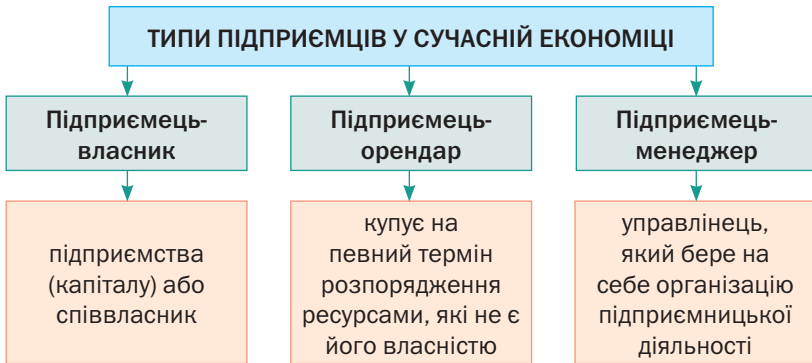 ТИПИ ПІДПРИЄМЦІВ У СУЧАСНІЙ ЕКОНОМІЦІ
Підприємець-
власник
Підприємець-
орендар
Підприємець-
менеджер
підприємства
(капіталу) або
співвласник
купує на
певний термін
розпорядження
ресурсами, які не є
його власністю
управлінець,
який бере на
себе організацію
підприємницької
діяльності